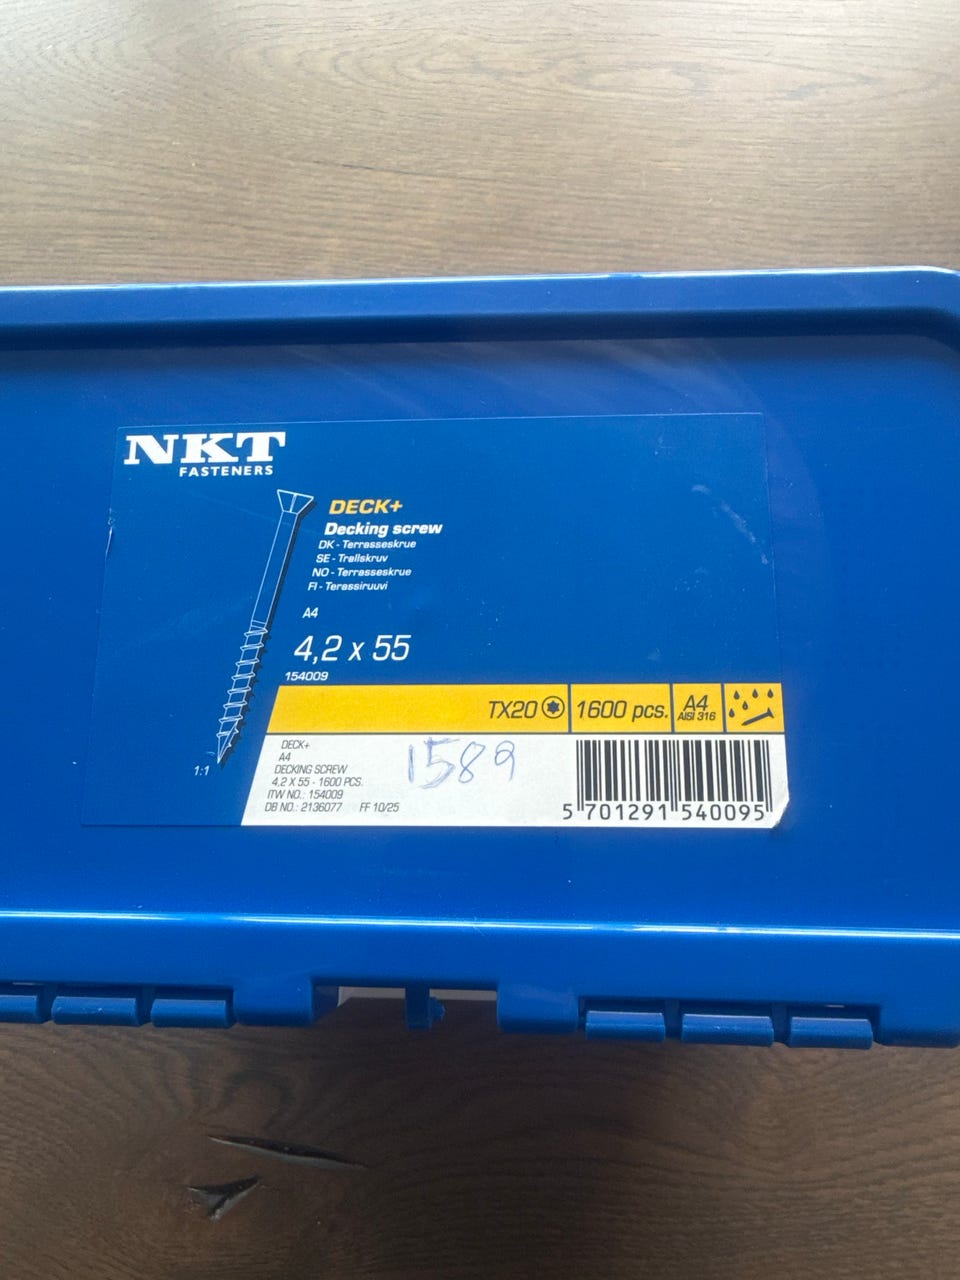 NKT
FASTENERS
DECK+
Decking screw
DK - Terrasseskrue
SE - Trallskruv
NO - Terrasseskrue
FI - Terassiruuvi
A4
4,2 x 55
154009
TX20
1600 pcs.
A4
AISI 316
1:1
DECK+
A4
DECKING SCREW
4.2 X 55 - 1600 PCS.
ITW NO.: 154009
DB NO.: 2136077 FF 10/25
1589
5 701291 540095